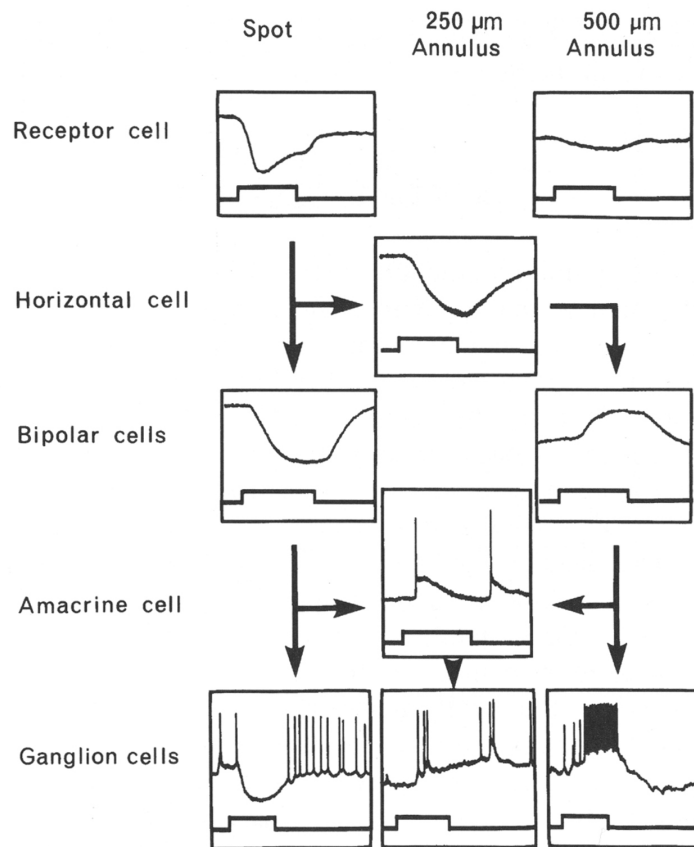 Spot
250 µm
Annulus
500 µm
Annulus
Receptor cell
Horizontal cell
Bipolar cells
Amacrine cell
Ganglion cells